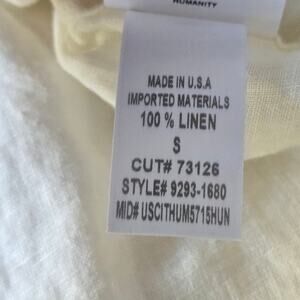 HUMANITY
MADE IN U.S.A
IMPORTED MATERIALS
100 % LINEN
S
CUT# 73126
STYLE# 9293-1680
MID# USCITHUM5715HUN